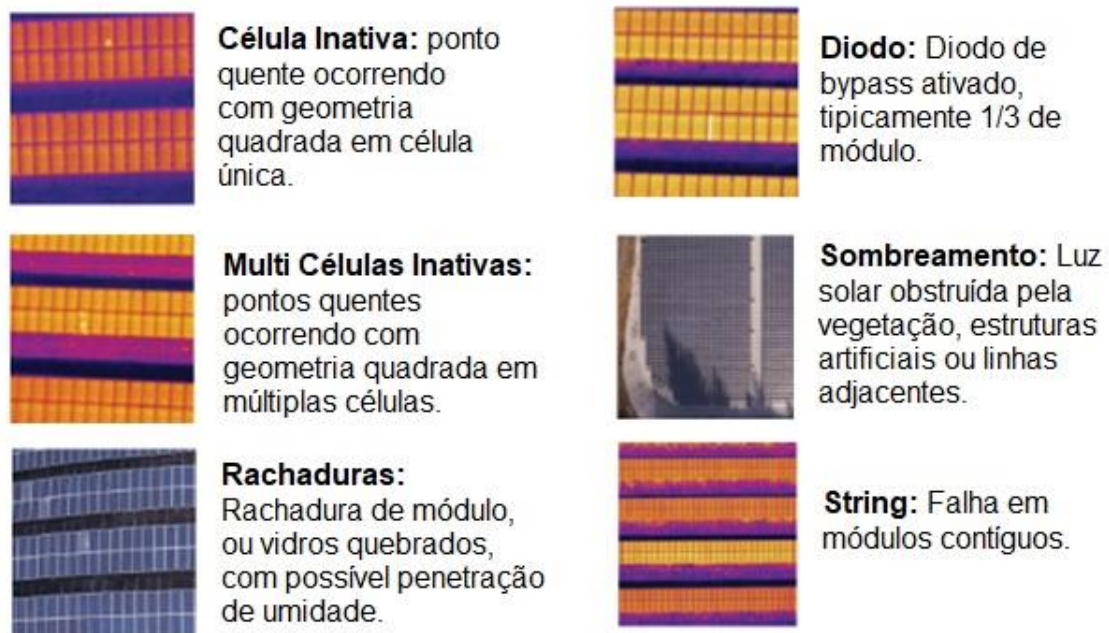 Célula Inativa: ponto
quente ocorrendo
com geometria
quadrada em célula
única.
Multi Células Inativas:
pontos quentes
ocorrendo com
geometria quadrada em
múltiplas células.
Rachaduras:
Rachadura de módulo,
ou vidros quebrados,
com possível penetração
de umidade.
Diodo: Diodo de
bypass ativado,
tipicamente 1/3 de
módulo.
Sombreamento: Luz
solar obstruída pela
vegetação, estruturas
artificiais ou linhas
adjacentes.
String: Falha em
módulos contíguos.